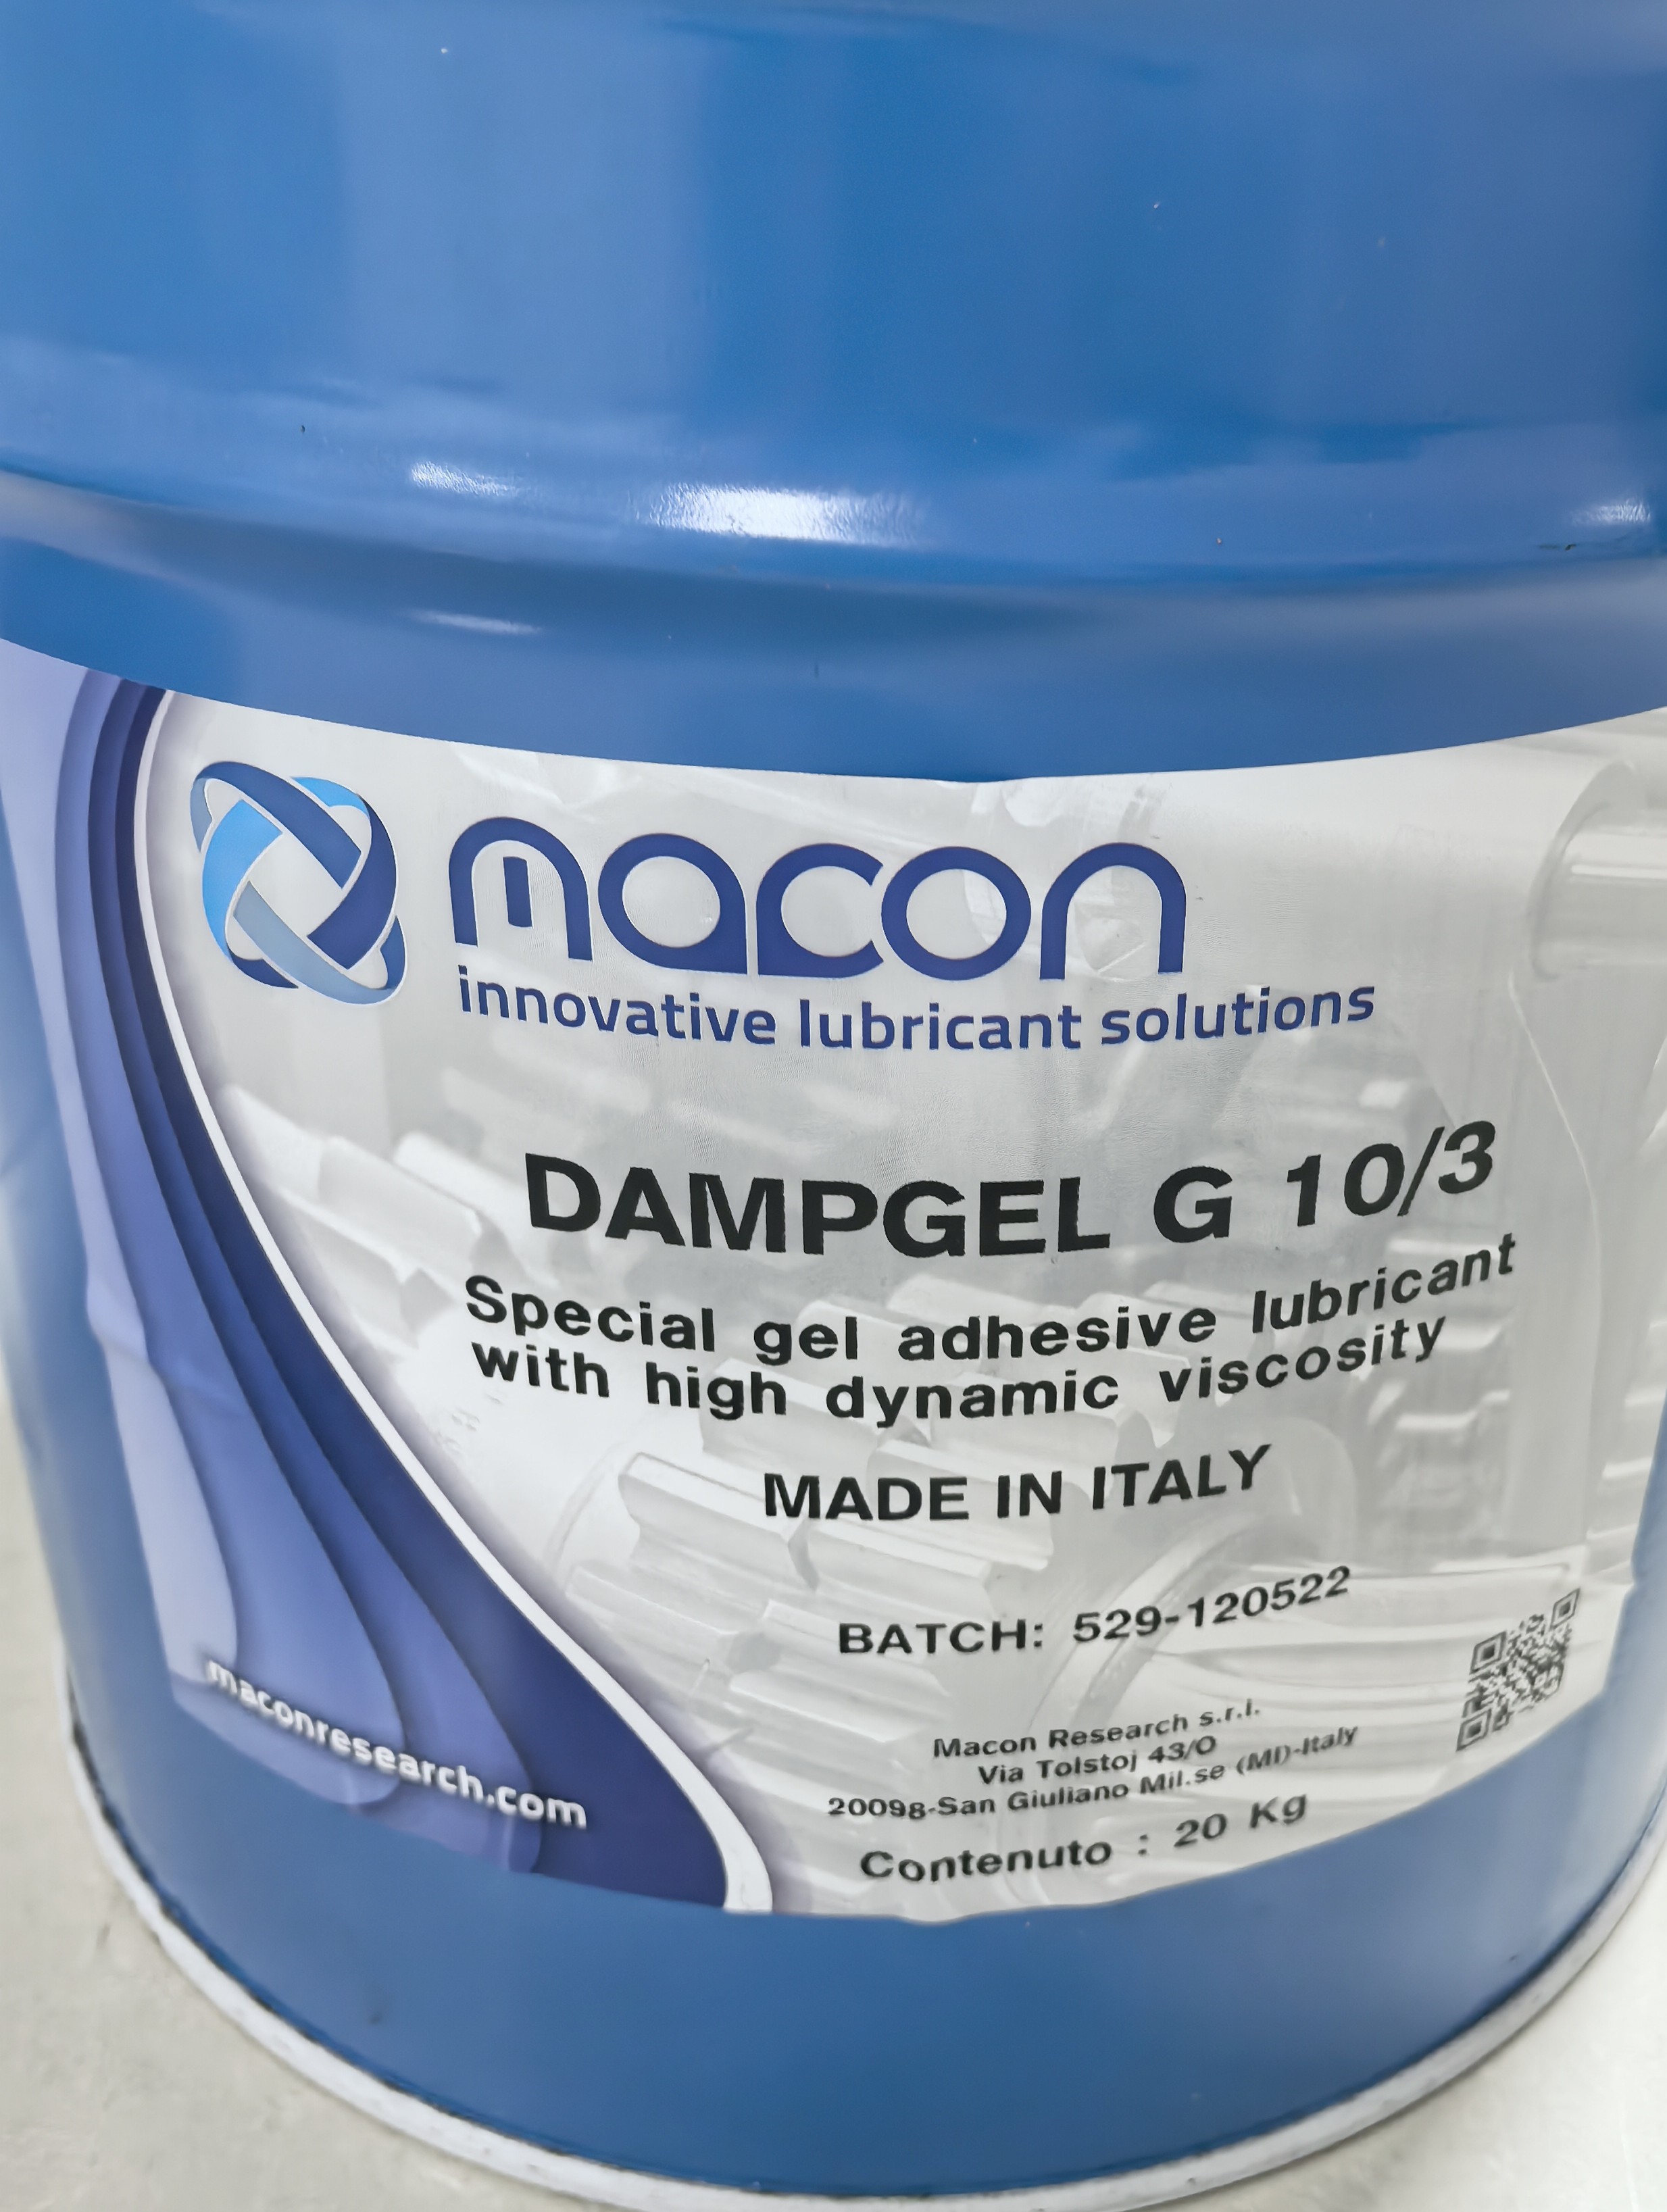 macon
innovative lubricant solutions
DAMPGEL G 10/3
Special gel adhesive lubricant
with high dynamic viscosity
MADE IN ITALY
BATCH: 529-120522
Macon Research s.r.l.
Via Tolstoj 43/O
20098-San Giuliano Mil.se (MI)-Italy
Contenuto : 20 Kg
maconresearch.com